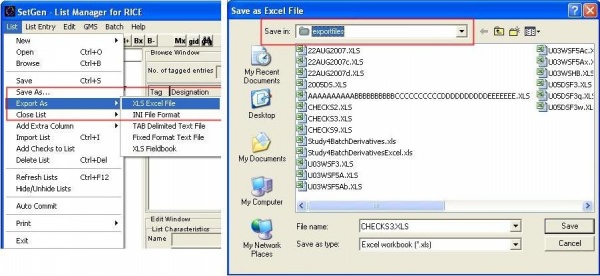 SetGen - List Manager for RICE
List List Entry Edit GMS Batch Help
New
Open Ctrl+O
Browse Ctrl+B
Save Ctrl+S
Save As...
Export As
Close List
Add Extra Column
Import List Ctrl+I
Add Checks to List
Delete List Ctrl+Del
Refresh Lists Ctrl+F12
Hide/Unhide Lists
Auto Commit
Print
Exit
XLS Excel File
INI File Format
TAB Delimited Text File
Fixed Format Text File
XLS Fieldbook
Bx B- Mx gid
Browse Window
No. of tagged entries
Tag Designation
Edit Window
List Characteristics
Name
Save as Excel File
Save in: exportfiles
My Recent Documents
Desktop
My Documents
My Computer
My Network Places
22AUG2007.XLS
22AUG2007c.XLS
22AUG2007d.XLS
2005DS.XLS
CHECKS2.XLS
CHECKS3.XLS
CHECKS.XLS
Study4BatchDerivatives.XLS
Study4BatchDerivativesExcel.XLS
U03WSF3.XLS
U03WSF5A.XLS
U03WSF5Ab.XLS
U03WSF5Ac.XL
U03WSF5Av.XL
U03WSHB.XLS
U05DSF3.XLS
U05DSF3q.XLS
U05DSF3w.XLS
File name: CHECKS3.XLS
Save as type: Excel workbook (*.xls)
Save
Cancel